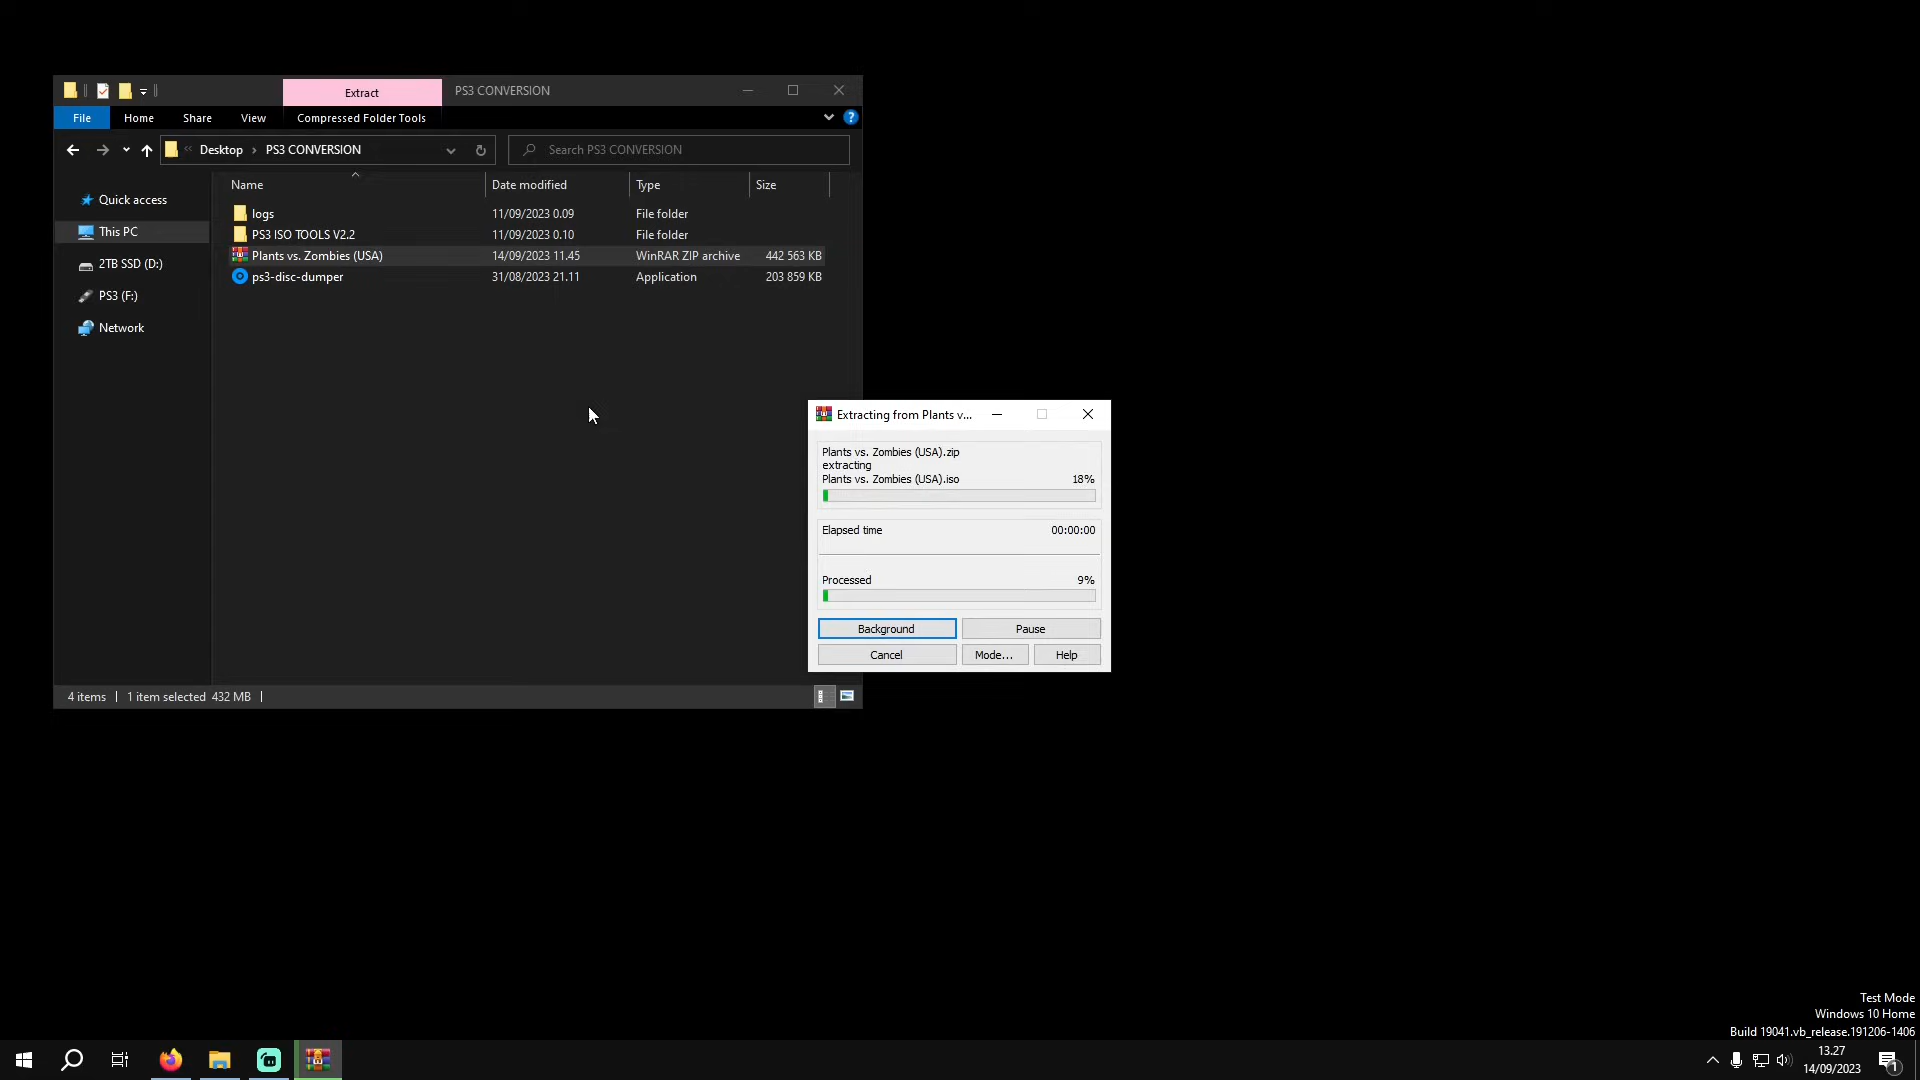 Extract
PS3 CONVERSION
File
Home
Share
View
Compressed Folder Tools
Desktop
PS3 CONVERSION
Search PS3 CONVERSION
Name
Date modified
Type
Size
Quick access
This PC
2TB SSD (D:)
PS3 (F:)
Network
logs 11/09/2023 0.09 File folder
PS3 ISO TOOLS V2.2 11/09/2023 0.10 File folder
Plants vs. Zombies (USA) 14/09/2023 11.45 WinRAR ZIP archive 442 563 KB
ps3-disc-dumper 31/08/2023 21.11 Application 203 859 KB
4 items
1 item selected 432 MB
Extracting from Plants v...
Plants vs. Zombies (USA).zip
extracting
Plants vs. Zombies (USA).iso 18%
Elapsed time 00:00:00
Processed 9%
Background
Pause
Cancel
Mode...
Help
Test Mode
Windows 10 Home
Build 19041.vb_release.191206-1406
13.27
14/09/2023
1